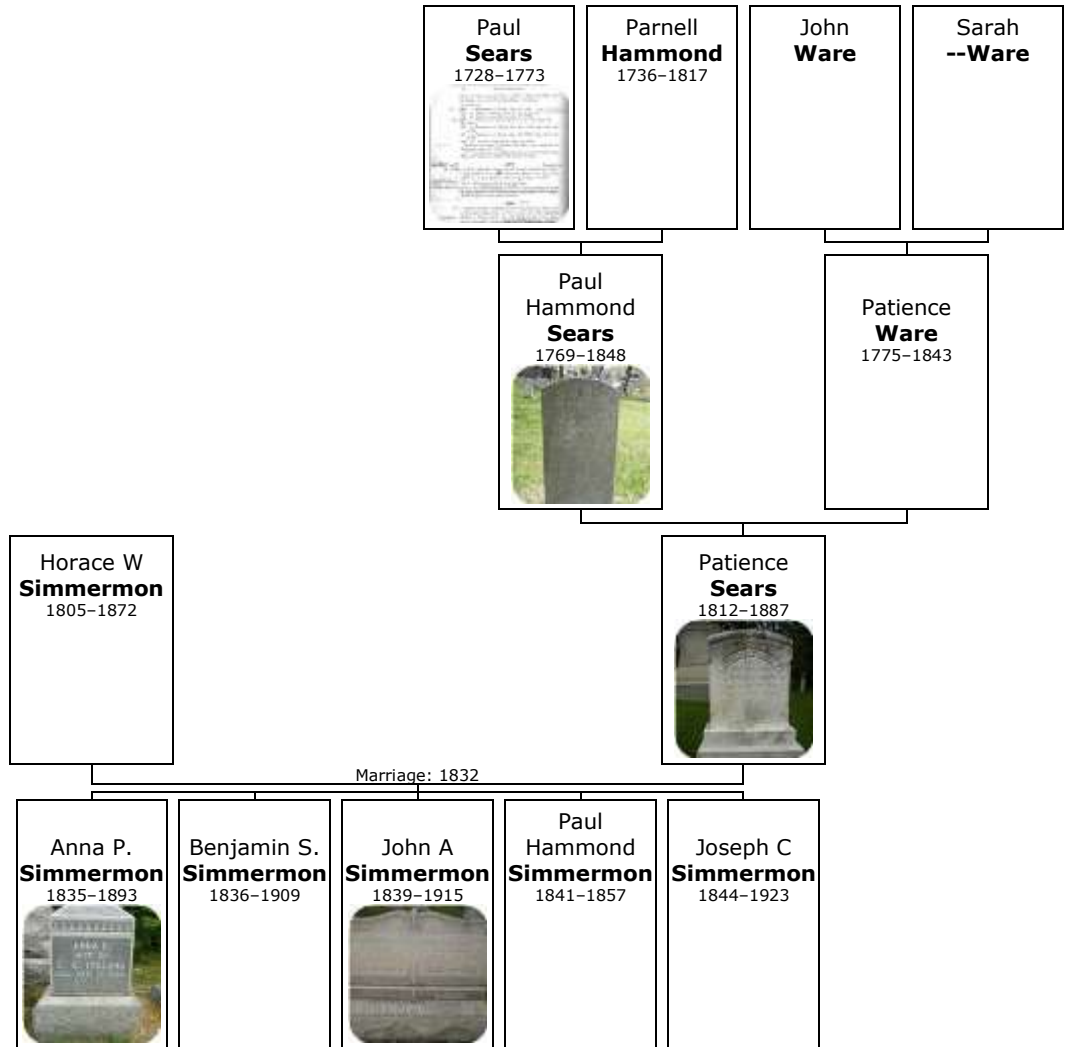 Paul
Sears
1728–1773
Parnell
Hammond
1736–1817
John
Ware
Sarah
--Ware
Paul
Hammond
Sears
1769–1848
Patience
Ware
1775–1843
Horace W
Simmermon
1805–1872
Patience
Sears
1812–1887
Marriage: 1832
Anna P.
Simmermon
1835–1893
Benjamin S.
Simmermon
1836–1909
John A
Simmermon
1839–1915
Paul
Hammond
Simmermon
1841–1857
Joseph C
Simmermon
1844–1923